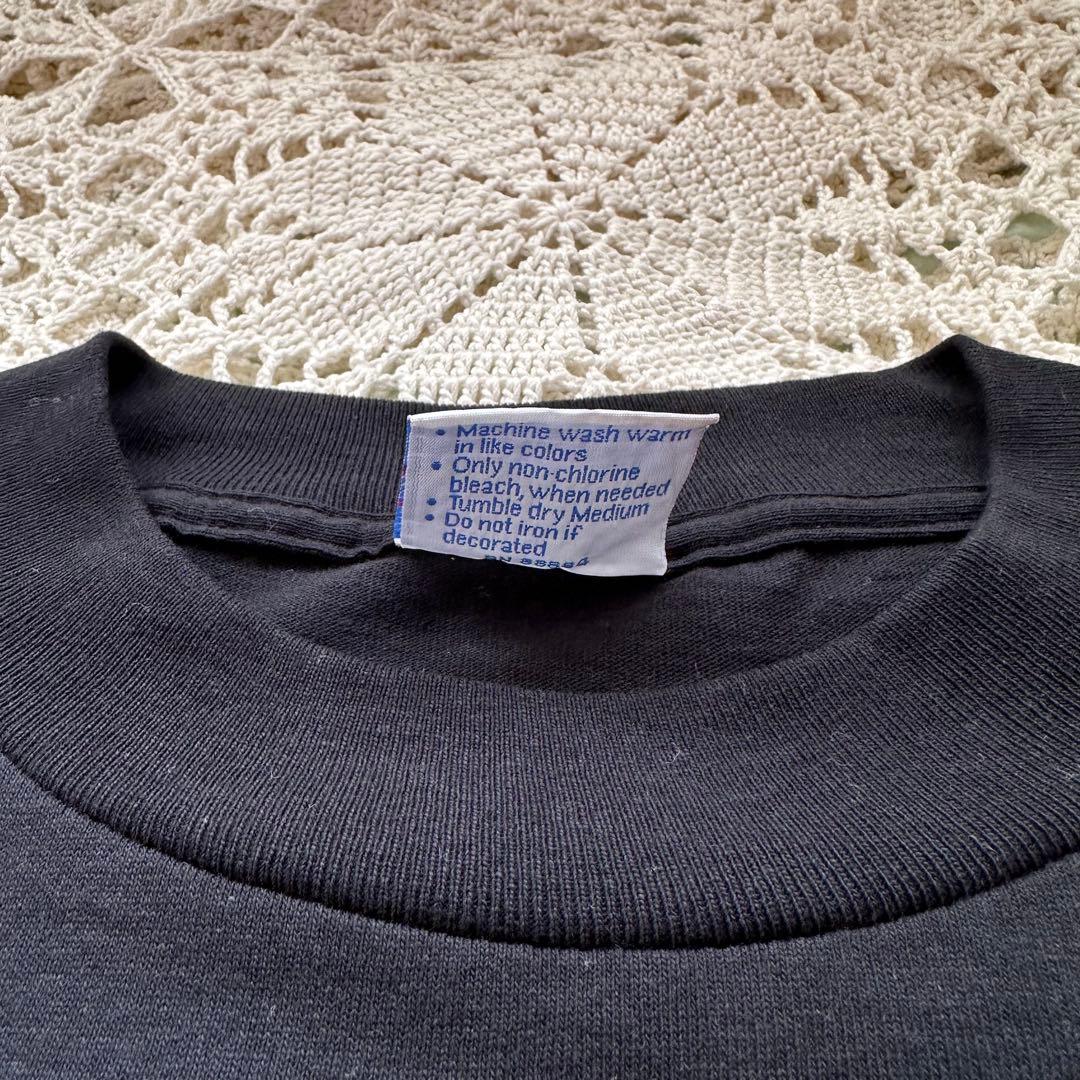 • Machine wash warm
in like colors
• Only non-chlorine
bleach, when needed
• Tumble dry Medium
• Do not iron if
decorated